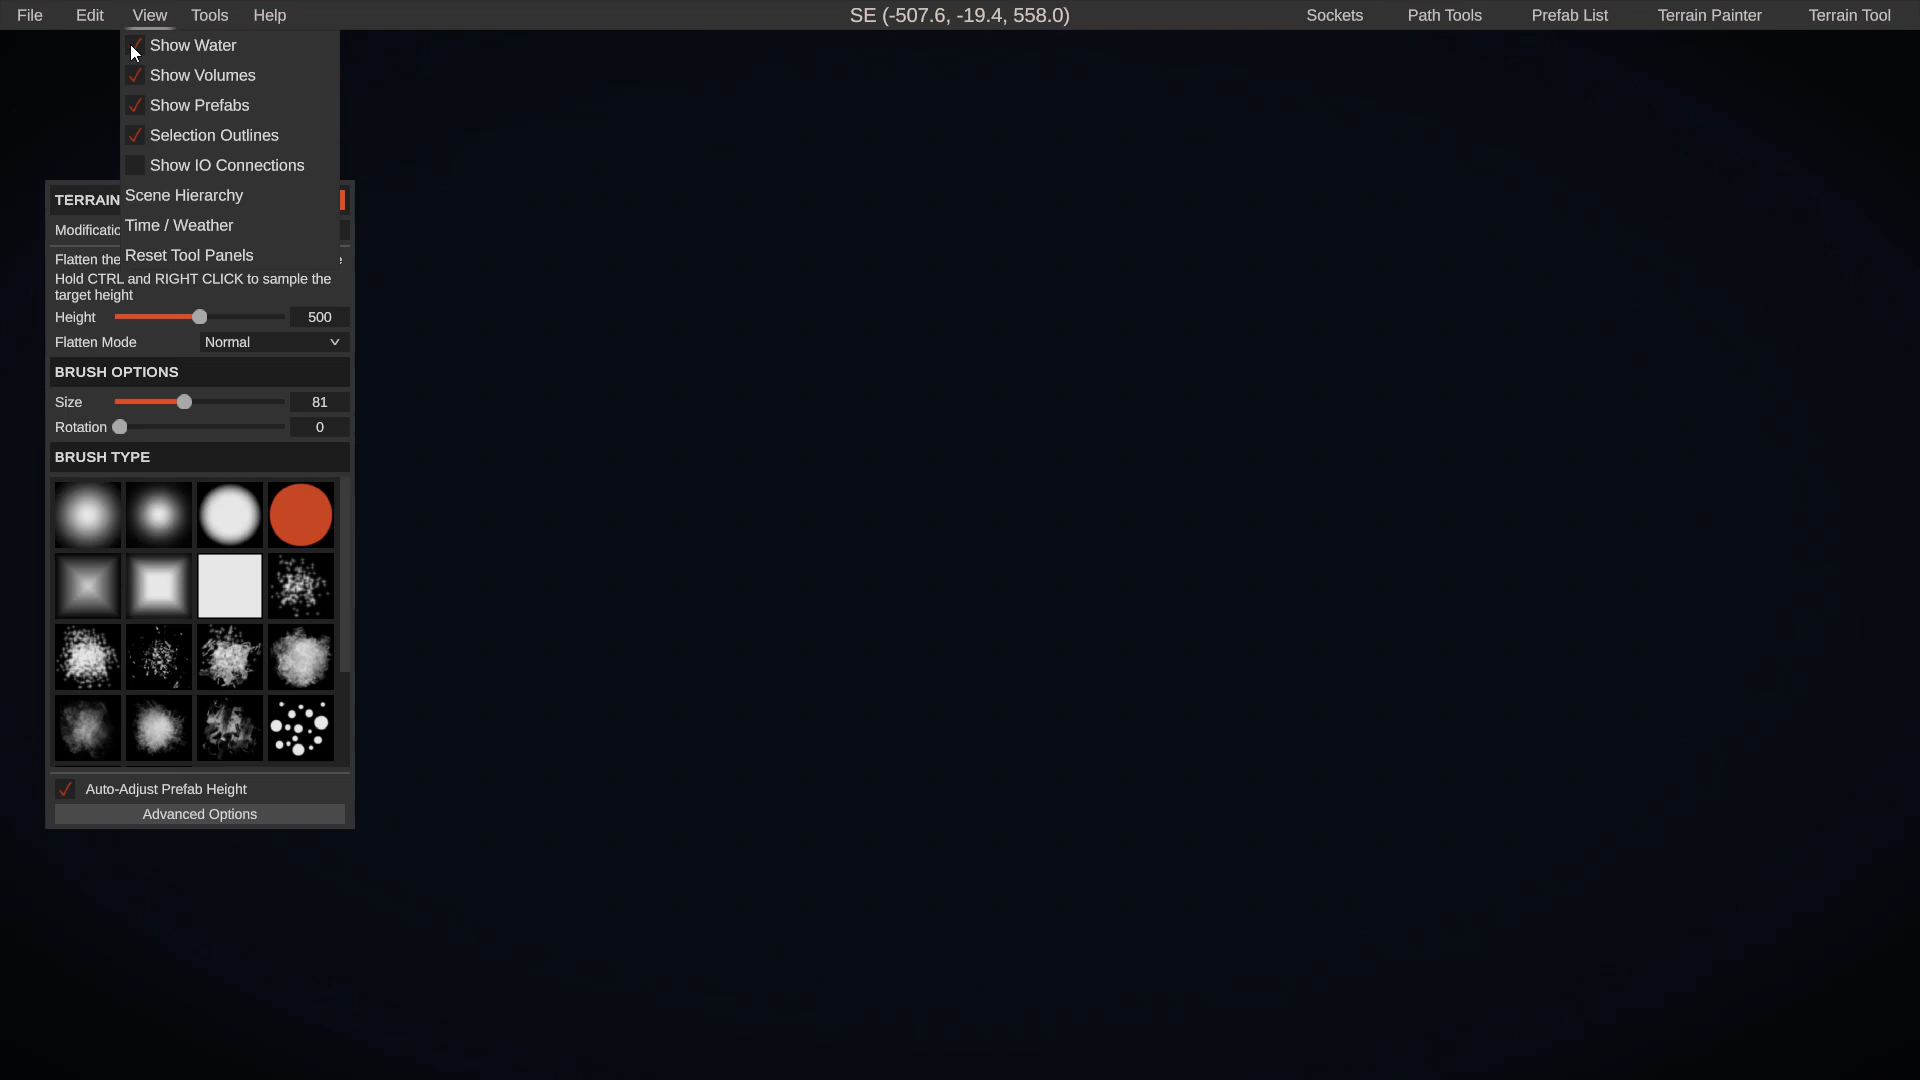 File Edit View Tools Help SE (-507.6, -19.4, 558.0) Sockets Path Tools Prefab List Terrain Painter Terrain Tool
Show Water
Show Volumes
Show Prefabs
Selection Outlines
Show IO Connections
Scene Hierarchy
Time / Weather
Reset Tool Panels
TERRAIN
Modificatio
Flatten the
Hold CTRL and RIGHT CLICK to sample the
target height
Height 500
Flatten Mode Normal
BRUSH OPTIONS
Size 81
Rotation 0
BRUSH TYPE
Auto-Adjust Prefab Height
Advanced Options